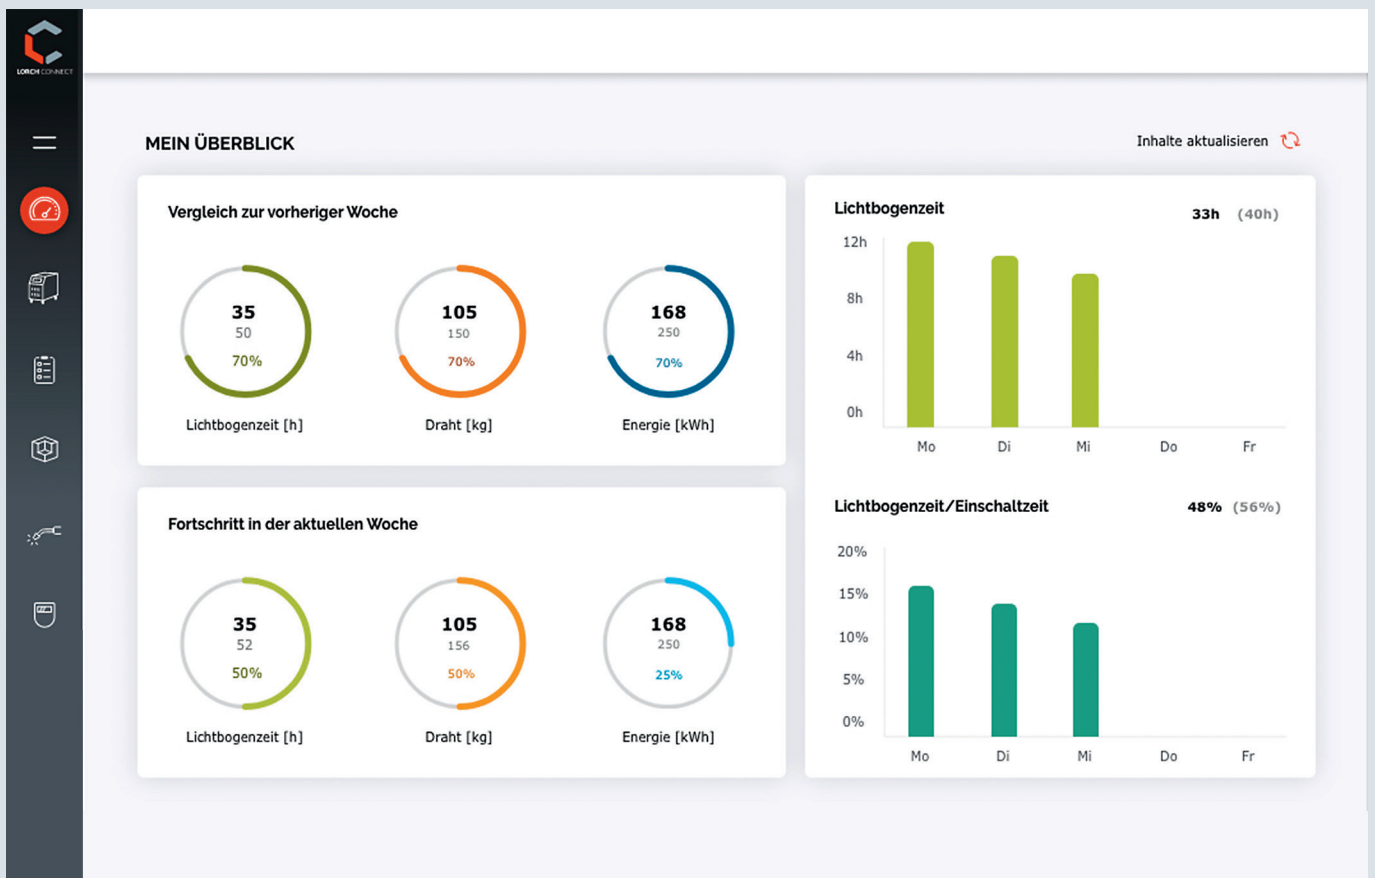 LORCH CONNECT
MEIN ÜBERBLICK
Inhalte aktualisieren
Vergleich zur vorheriger Woche
35
50
70%
Lichtbogenzeit [h]
105
150
70%
Draht [kg]
168
250
70%
Energie [kWh]
Fortschritt in der aktuellen Woche
35
52
50%
Lichtbogenzeit [h]
105
156
50%
Draht [kg]
168
250
25%
Energie [kWh]
Lichtbogenzeit
33h (40h)
12h
8h
4h
0h
Mo Di Mi Do Fr
Lichtbogenzeit/Einschaltzeit
48% (56%)
20%
15%
10%
5%
0%
Mo Di Mi Do Fr